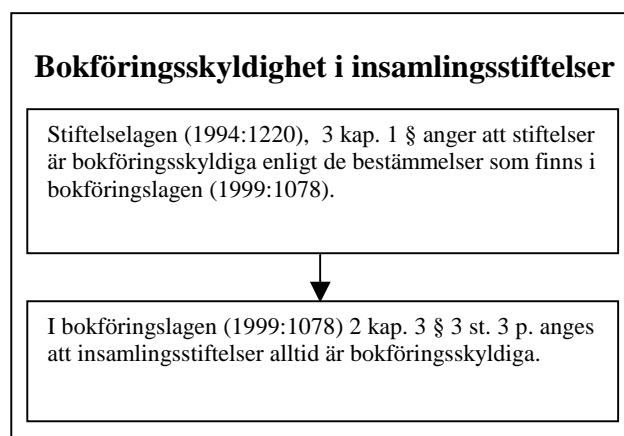 Bokföringsskyldighet i insamlingsstiftelser
Stiftelselagen (1994:1220),  3 kap. 1 § anger att stiftelser
är bokföringsskyldiga enligt de bestämmelser som finns i
bokföringslagen (1999:1078).
I bokföringslagen (1999:1078) 2 kap. 3 § 3 st. 3 p. anges
att insamlingsstiftelser alltid är bokföringsskyldiga.